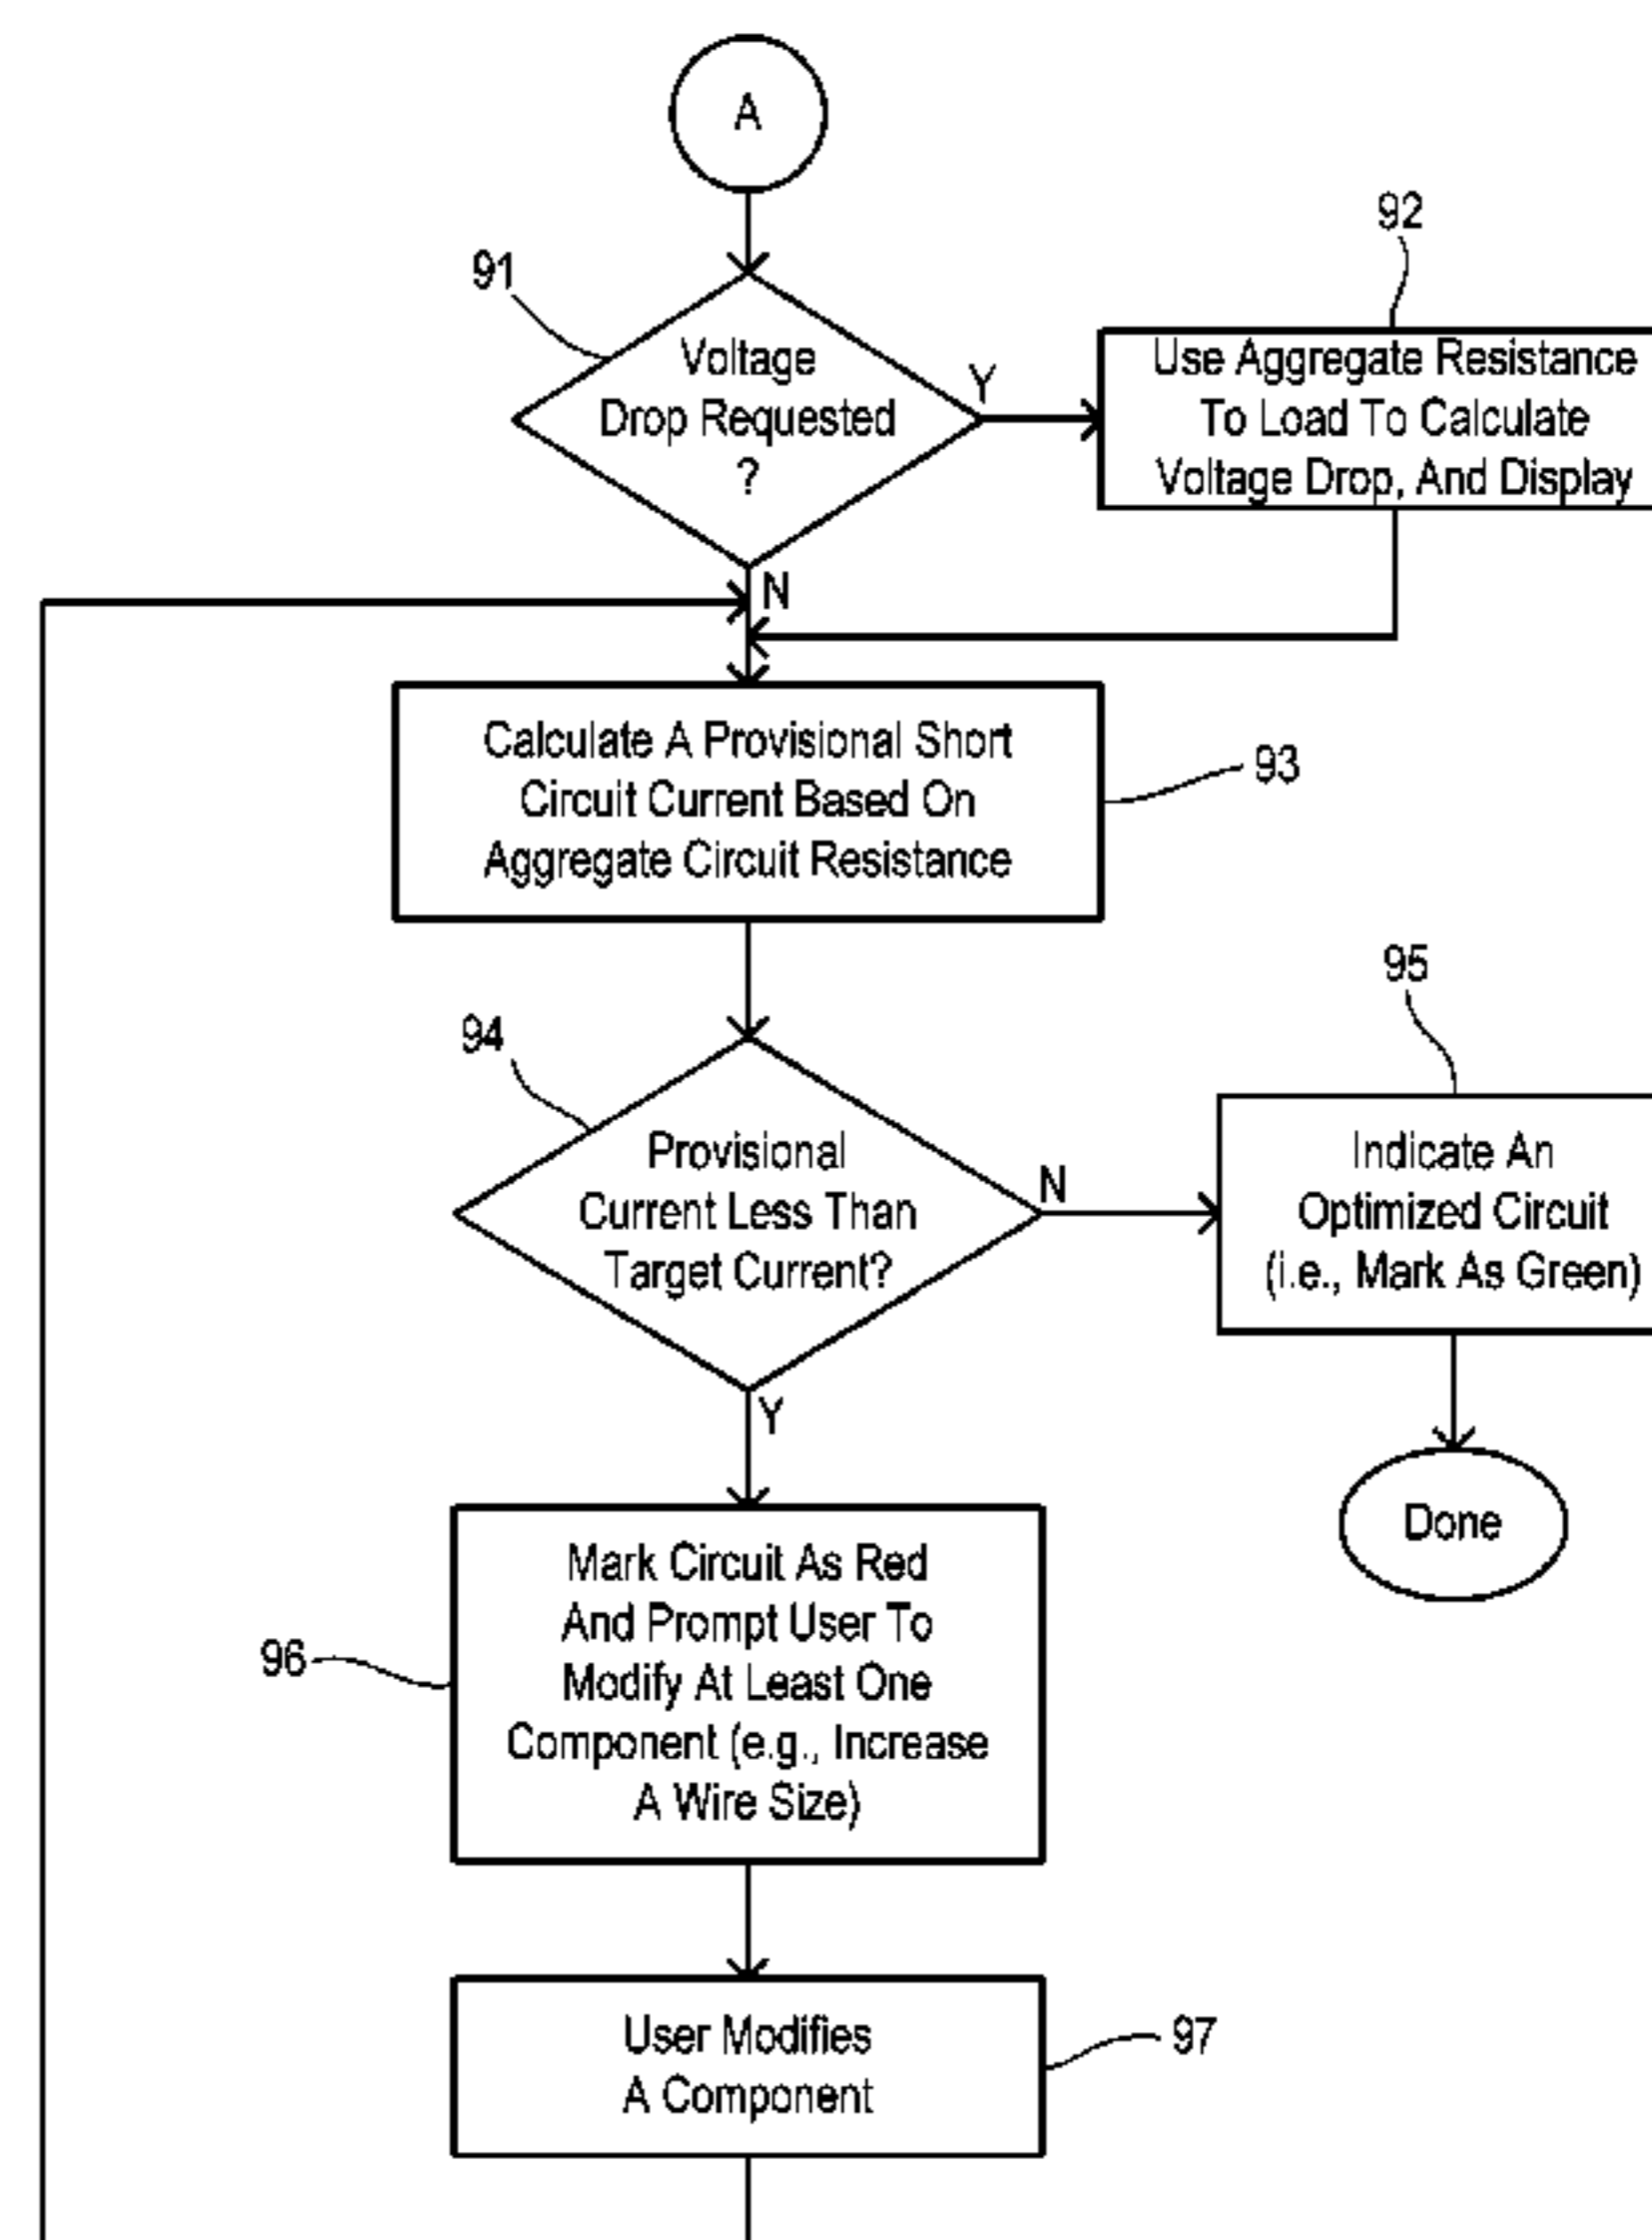 A
91
Voltage
Drop Requested
?
Y
N
92
Use Aggregate Resistance
To Load To Calculate
Voltage Drop, And Display
Calculate A Provisional Short
Circuit Current Based On
Aggregate Circuit Resistance
93
94
Provisional
Current Less Than
Target Current?
N
Y
95
Indicate An
Optimized Circuit
(i.e., Mark As Green)
Done
96
Mark Circuit As Red
And Prompt User To
Modify At Least One
Component (e.g., Increase
A Wire Size)
User Modifies
A Component
97